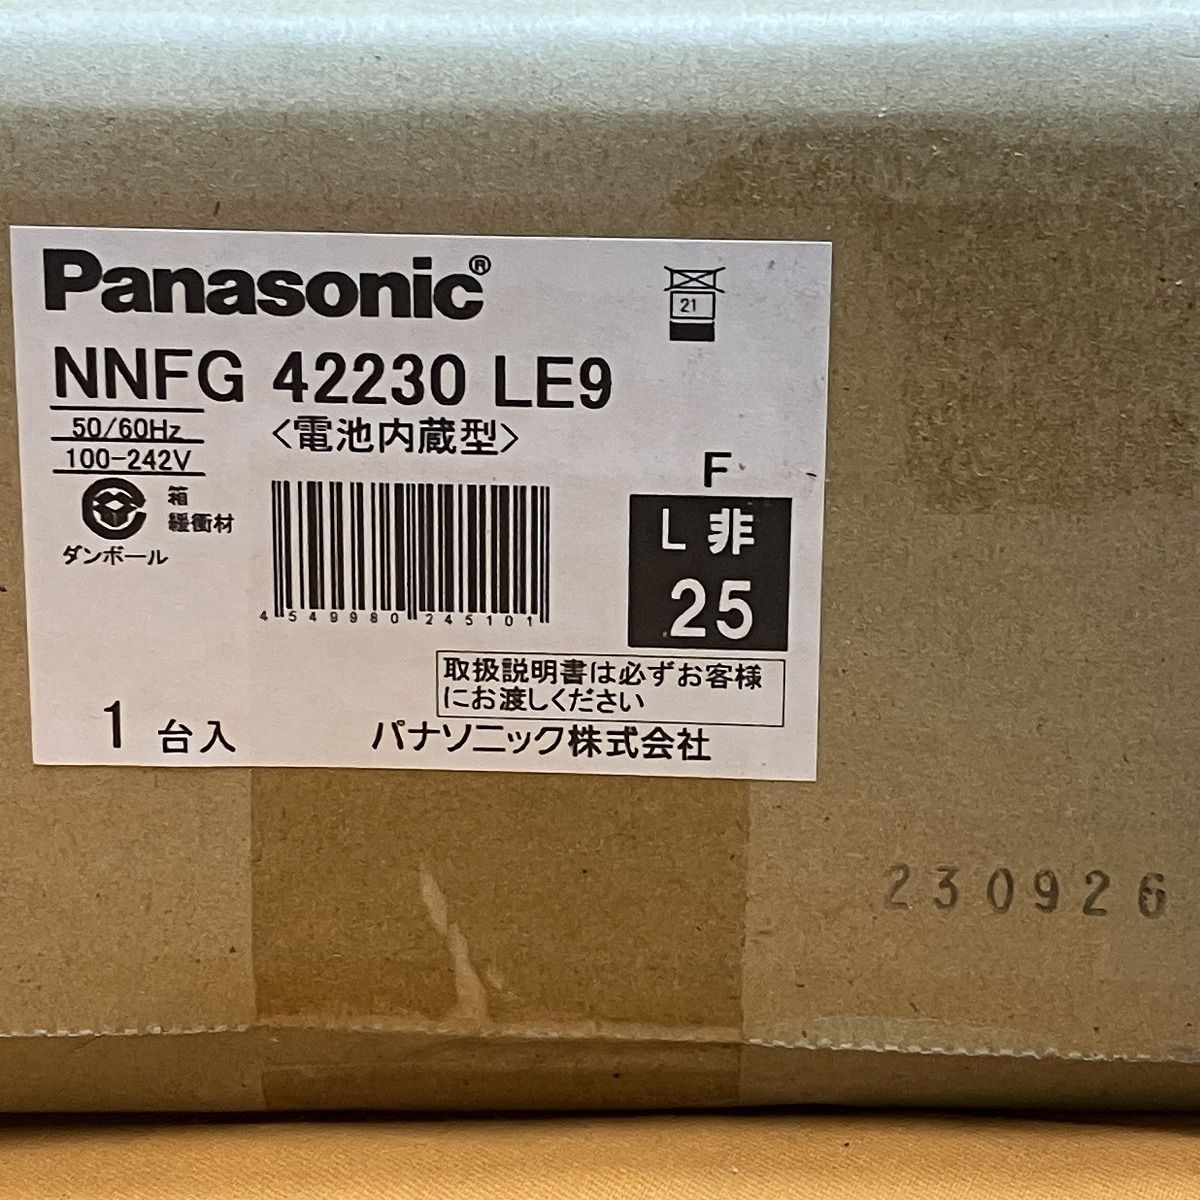 Panasonic®
21
NNFG 42230 LE9
50/60Hz
100-242V
<電池内蔵型>
箱
緩衝材
ダンボール
4549980245101
F
L 非
25
取扱説明書は必ずお客様
にお渡しください
1 台入
パナソニック株式会社
230926